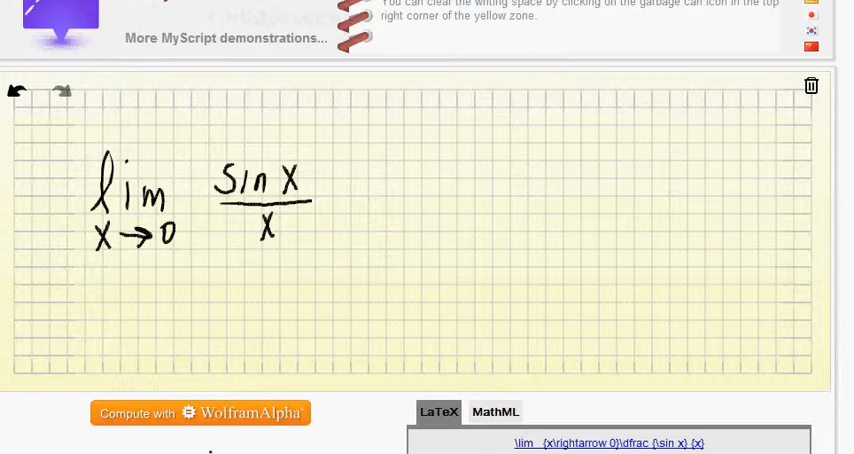 You can clear the writing space by clicking on the garbage can icon in the top
right corner of the yellow zone.
More MyScript demonstrations...
lim sin x
x→0 x
Compute with WolframAlpha
LaTeX MathML
\lim _{x\rightarrow 0}\dfrac {\sin x} {x}